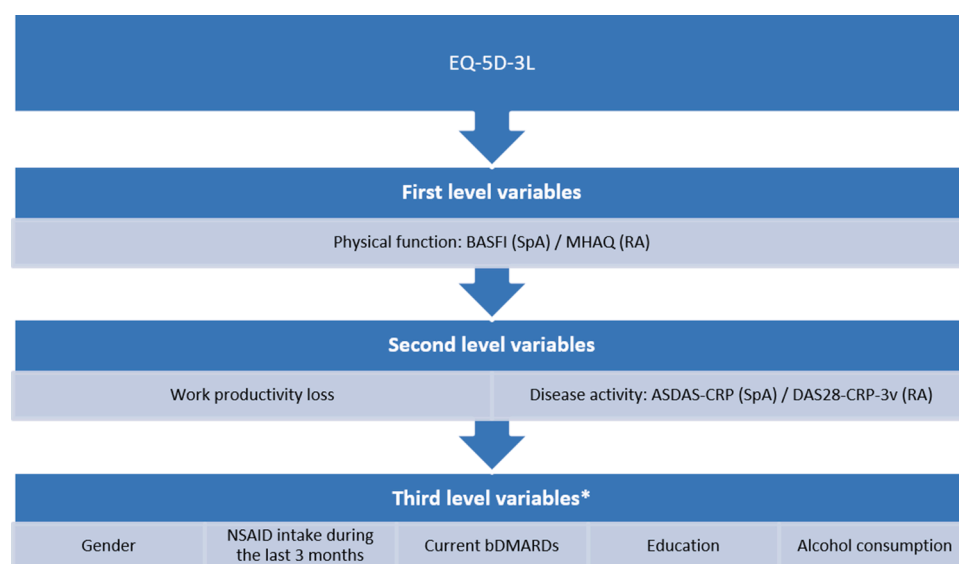 EQ-5D-3L
First level variables
Physical function: BASFI (SpA) / MHAQ (RA)
Second level variables
Work productivity loss
Disease activity: ASDAS-CRP (SpA) / DAS28-CRP-3v (RA)
Third level variables*
Gender
NSAID intake during
the last 3 months
Current bDMARDs
Education
Alcohol consumption